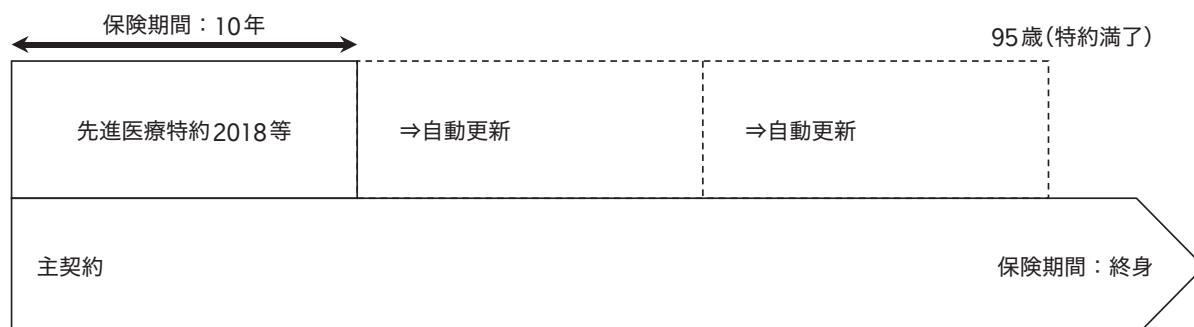 保険期間：10年
95歳（特約満了）
先進医療特約2018等
⇒自動更新
⇒自動更新
主契約
保険期間：終身